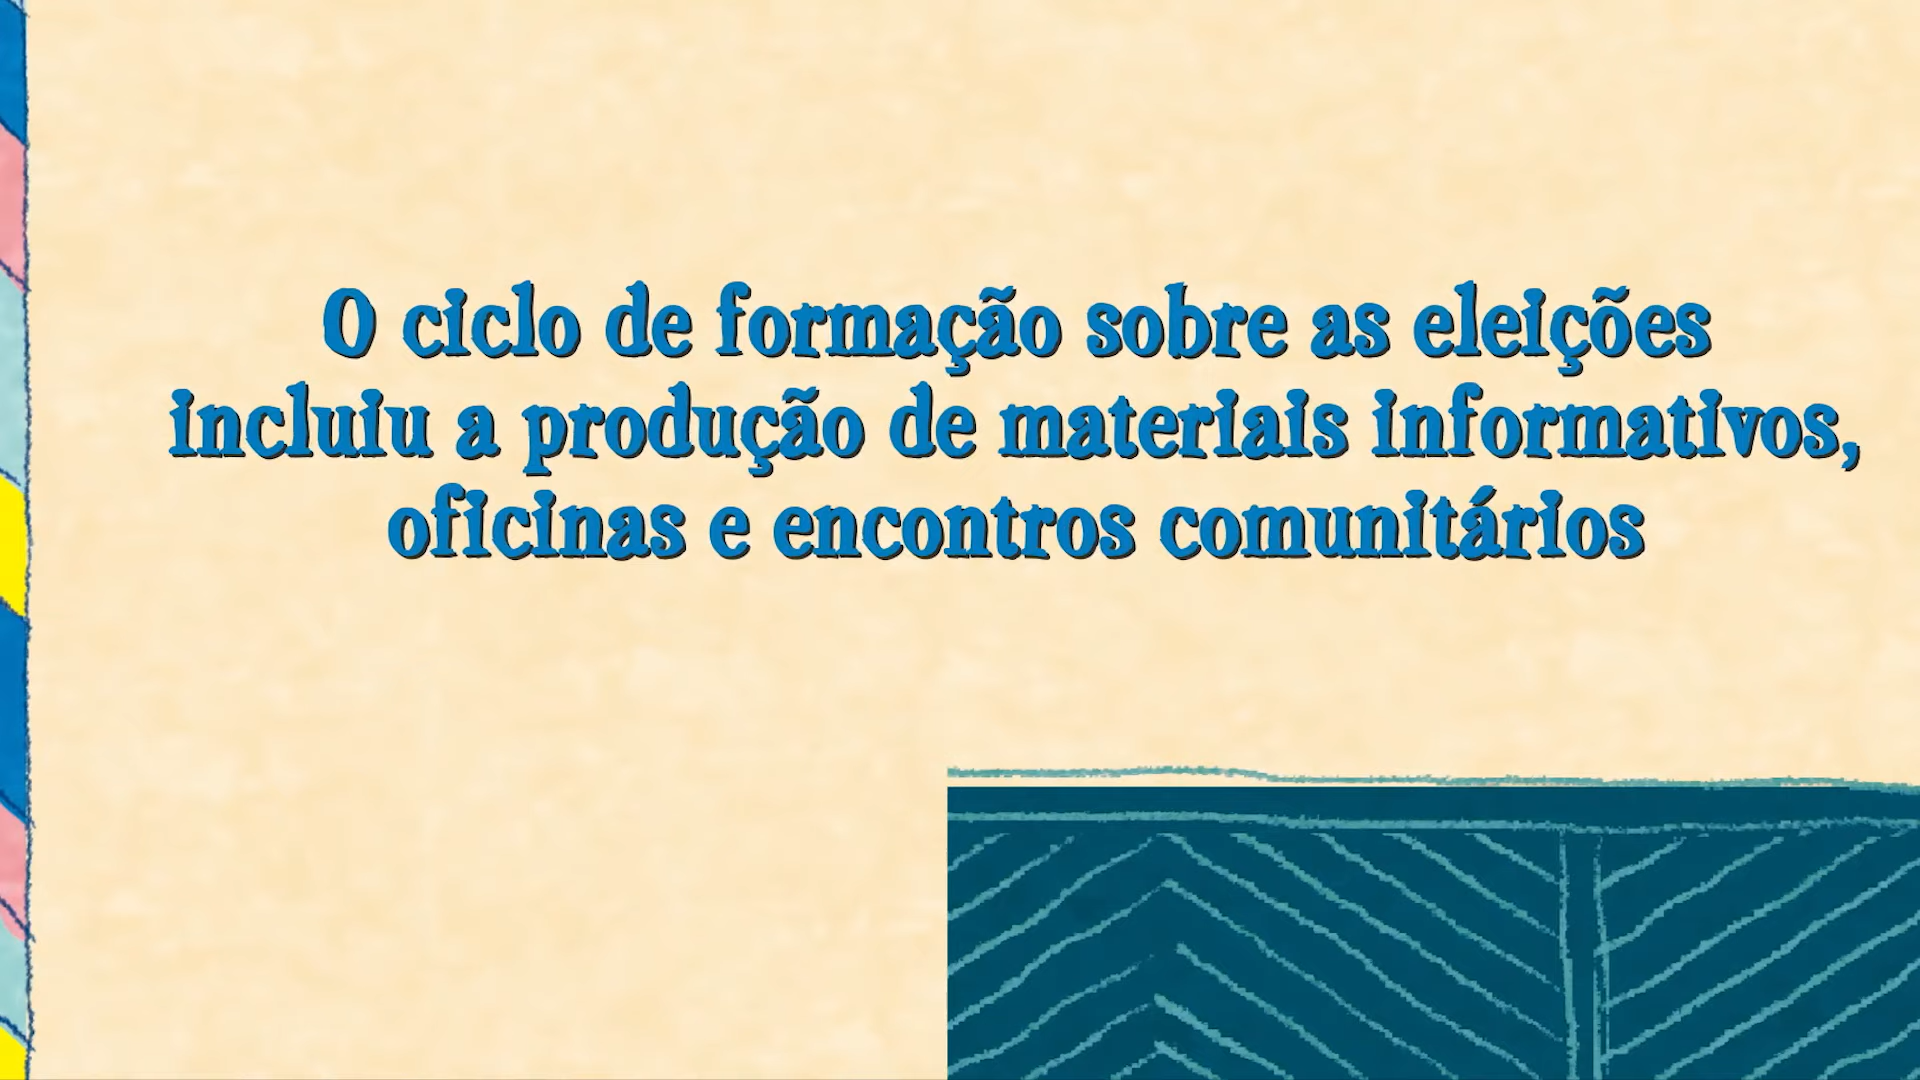 O ciclo de formação sobre as eleições
incluiu a produção de materiais informativos,
oficinas e encontros comunitários